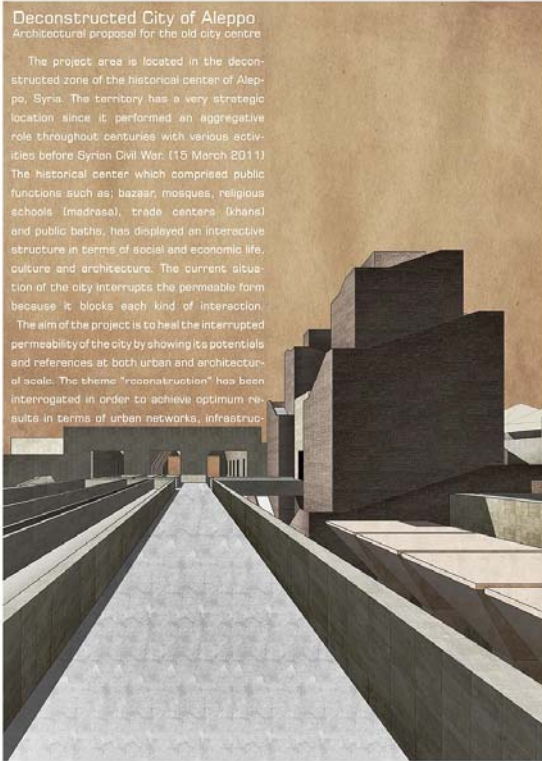 Deconstructed City of Aleppo
Architectural proposal for the old city centre
The project area is located in the decon-
structed zone of the historical center of Alep-
po, Syria. The territory has a very strategic
location since it performed an aggregative
role throughout centuries with various activ-
ities before Syrian Civil War. (15 March 2011)
The historical center which comprised public
functions such as; bazaar, mosques, religious
schools (madrasa), trade centers (khans)
and public baths, has displayed an interactive
structure in terms of social and economic life,
culture and architecture. The current situa-
tion of the city interrupts the permeable form
because it blocks each kind of interaction.
The aim of the project is to heal the interrupted
permeability of the city by showing its potentials
and references at both urban and architectur-
al scale. The theme "reconstruction" has been
interrogated in order to achieve optimum re-
sults in terms of urban networks, infrastruc-